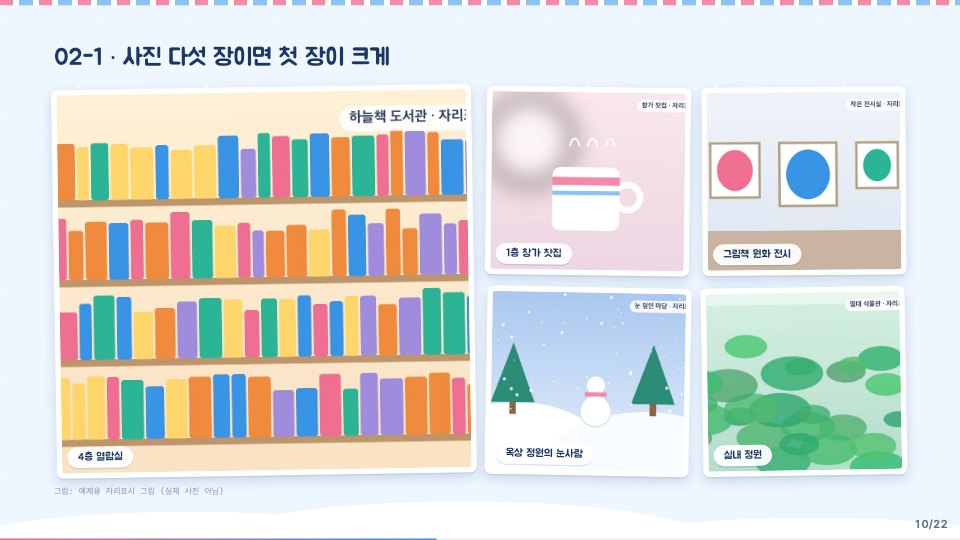 02-1 · 사진 다섯 장이면 첫 장이 크게
하늘책 도서관 · 자리
4층 열람실
창가 찻집 · 자리
1층 창가 찻집
작은 전시실 · 자리
그림책 원화 전시
눈 덮인 마당 · 자리
옥상 정원의 눈사람
열대 식물관 · 자리
실내 정원
그림: 예제용 자리표시 그림 (실제 사진 아님)
10/22